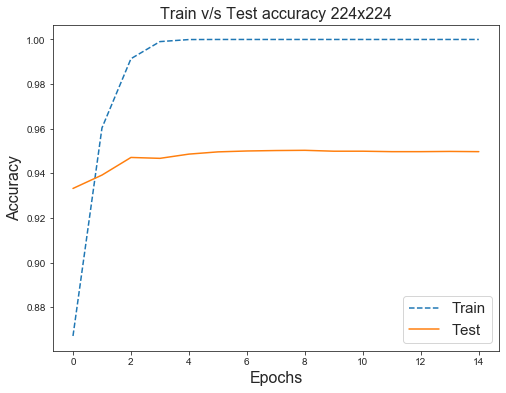 Train v/s Test accuracy 224x224
Accuracy
1.00
0.98
0.96
0.94
0.92
0.90
0.88
Train
Test
0 2 4 6 8 10 12 14
Epochs